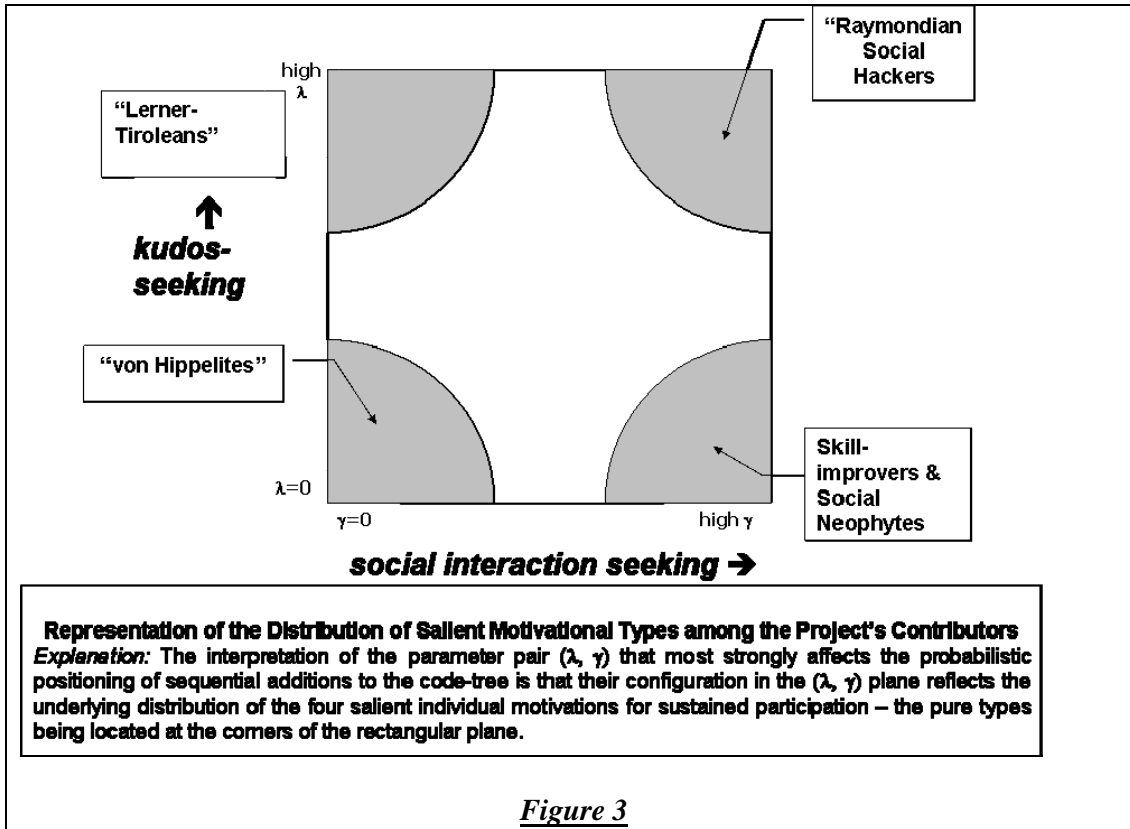 “Raymondian
Social
Hackers
high
λ
“Lerner-
Tiroleans”
↑
kudos-
seeking
“von Hippelites”
Skill-
improvers &
Social
Neophytes
λ=0
γ=0
high γ
social interaction seeking →
Representation of the Distribution of Salient Motivational Types among the Project's Contributors
Explanation: The interpretation of the parameter pair (λ, γ) that most strongly affects the probabilistic
positioning of sequential additions to the code-tree is that their configuration in the (λ, γ) plane reflects the
underlying distribution of the four salient individual motivations for sustained participation – the pure types
being located at the corners of the rectangular plane.
Figure 3